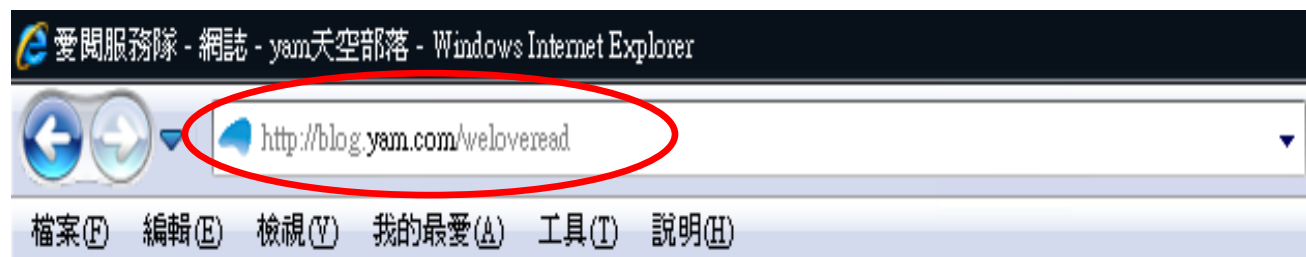 愛閱服務隊 - 網誌 - yam天空部落 - Windows Internet Explorer
http://blog.yam.com/weloveread
檔案(F) 編輯(E) 檢視(V) 我的最愛(A) 工具(T) 說明(H)